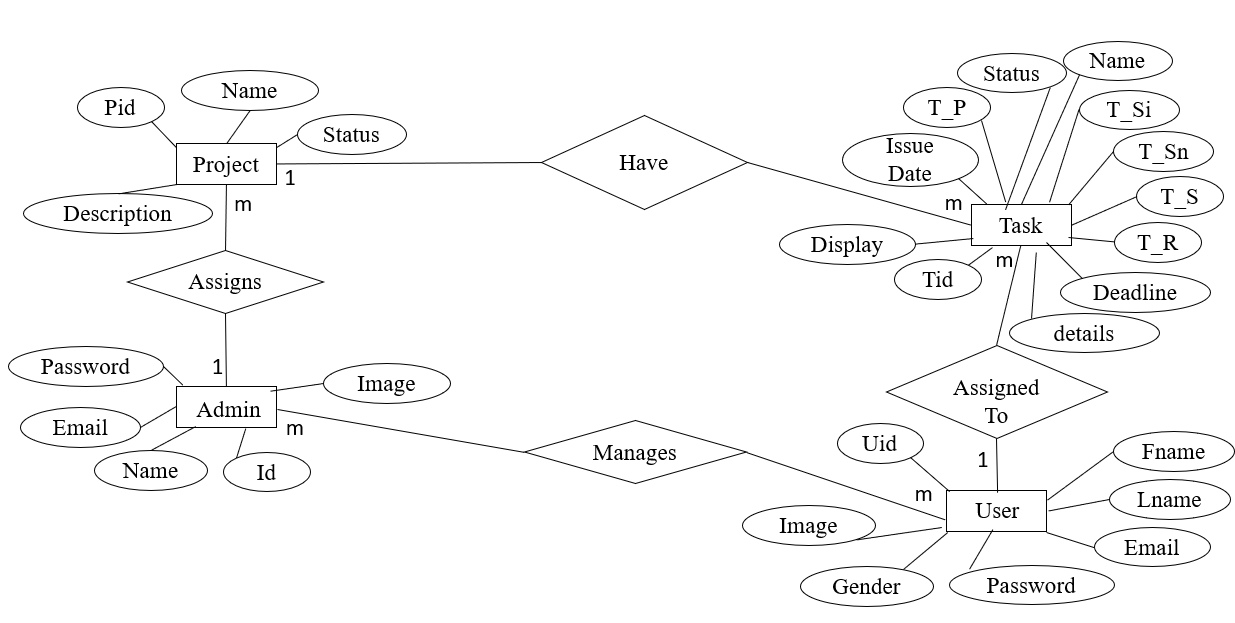 Name
Status
Name
Pid
T_P
T_Si
Status
Issue
Date
T_Sn
Project
Have
1
T_S
m
m
Description
Task
T_R
Display
m
Tid
Assigns
Deadline
details
1
Password
Image
Assigned
To
Admin
Email
m
Uid
Fname
Manages
1
Name
Id
m
Lname
User
Image
Email
Gender
Password